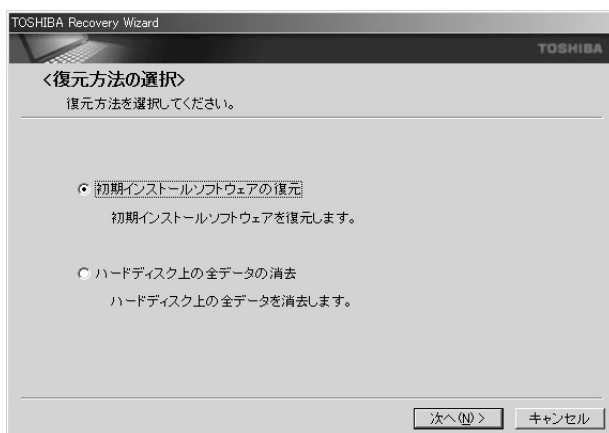 TOSHIBA Recovery Wizard
TOSHIBA
<復元方法の選択>
復元方法を選択してください。
初期インストールソフトウェアの復元
初期インストールソフトウェアを復元します。
ハードディスク上の全データの消去
ハードディスク上の全データを消去します。
次へ(N) >
キャンセル